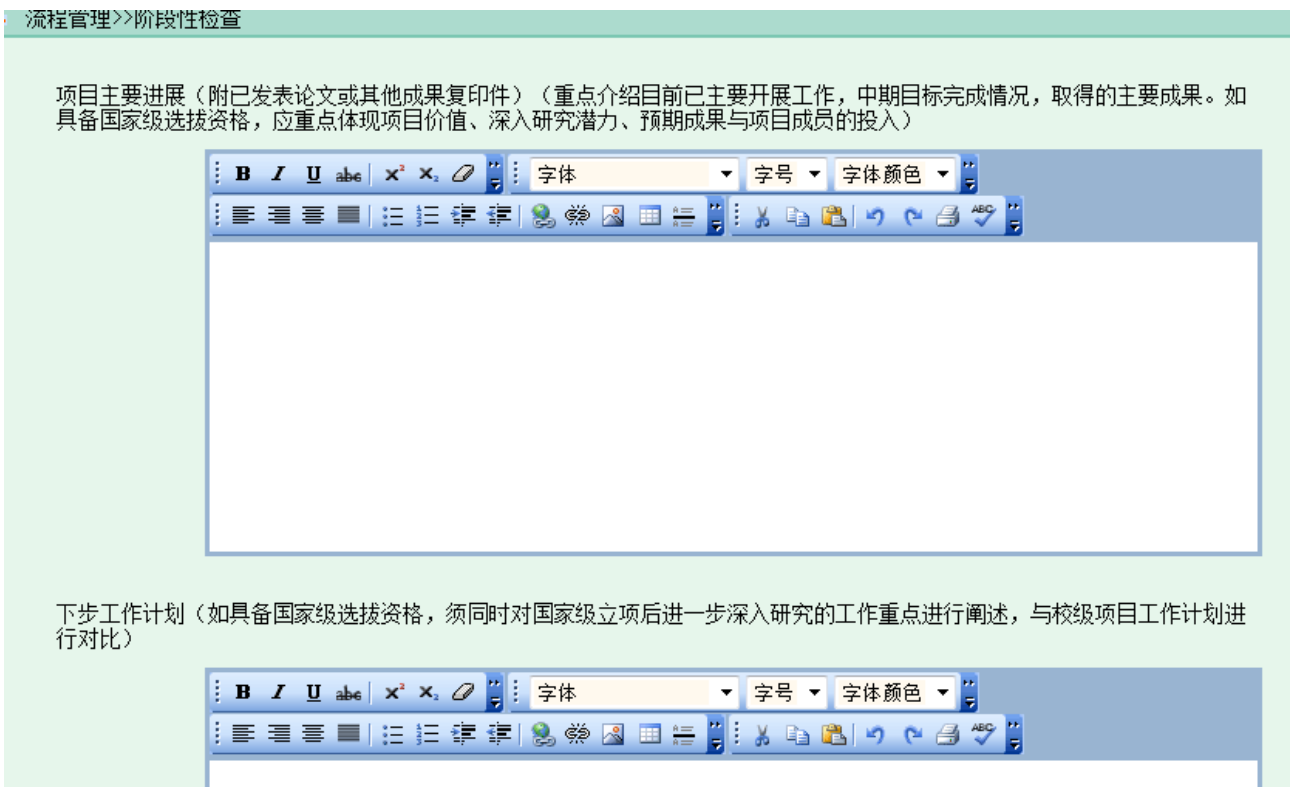 流程管理>>阶段性检查
项目主要进展（附已发表论文或其他成果复印件）（重点介绍目前已主要开展工作，中期目标完成情况，取得的主要成果。如
具备国家级选拔资格，应重点体现项目价值、深入研究潜力、预期成果与项目成员的投入）
B I U abc x² x₂ 字体 字号 字体颜色
ABC
下步工作计划（如具备国家级选拔资格，须同时对国家级立项后进一步深入研究的工作重点进行阐述，与校级项目工作计划进
行对比）
B I U abc x² x₂ 字体 字号 字体颜色
ABC